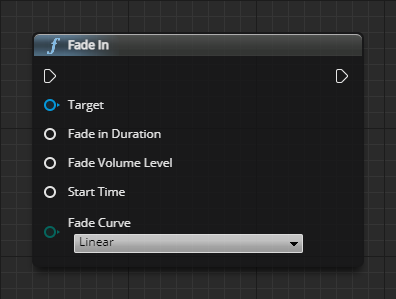 f Fade In
Target
Fade in Duration
Fade Volume Level
Start Time
Fade Curve
Linear